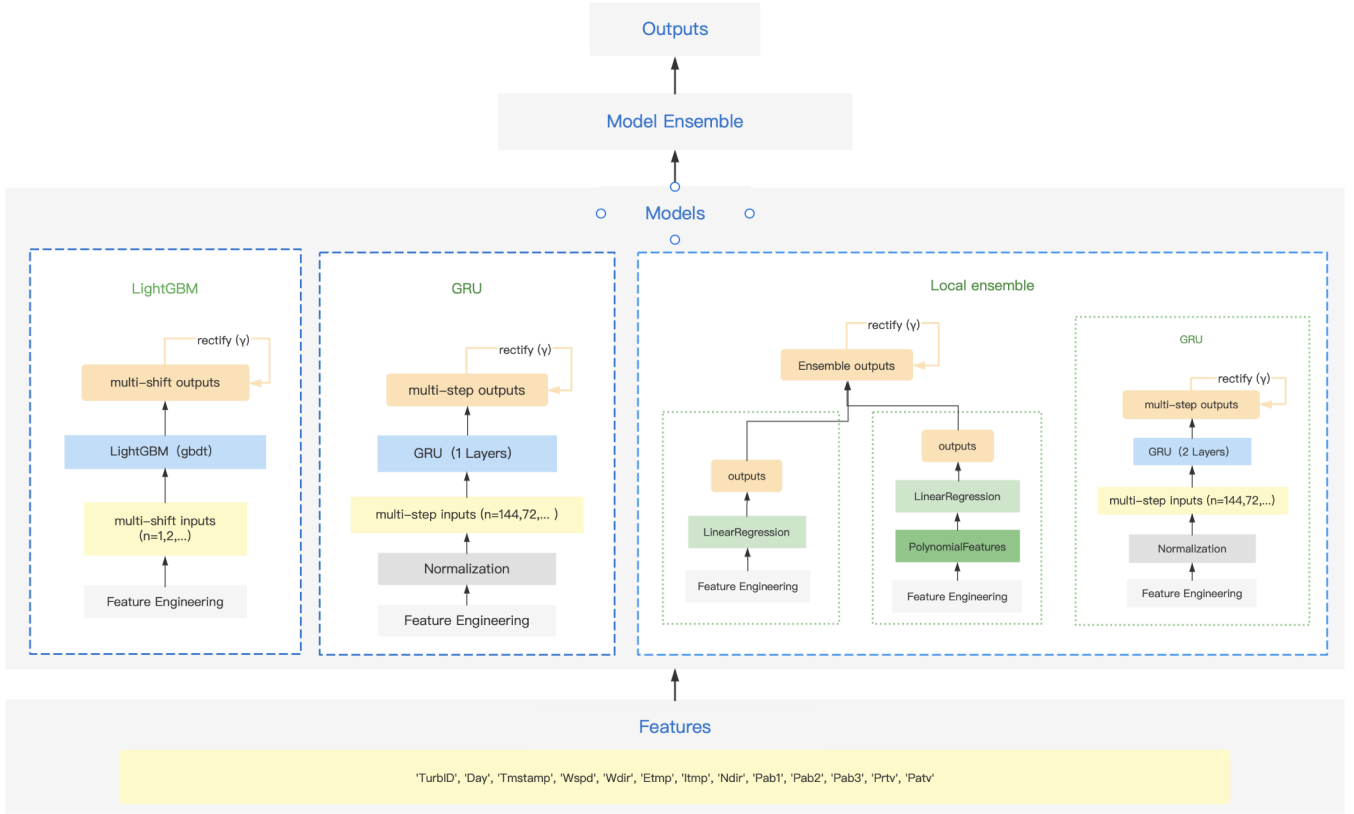 Outputs
Model Ensemble
Models
LightGBM
rectify (γ)
multi-shift outputs
LightGBM (gbdt)
multi-shift inputs
(n=1,2,...)
Feature Engineering
GRU
rectify (γ)
multi-step outputs
GRU (1 Layers)
multi-step inputs (n=144,72,... )
Normalization
Feature Engineering
Local ensemble
rectify (γ)
Ensemble outputs
outputs
LinearRegression
Feature Engineering
outputs
LinearRegression
PolynomialFeatures
Feature Engineering
GRU
rectify (γ)
multi-step outputs
GRU (2 Layers)
multi-step inputs (n=144,72,...)
Normalization
Feature Engineering
Features
'TurbID', 'Day', 'Tmstamp', 'Wspd', 'Wdir', 'Etmp', 'Itmp', 'Ndir', 'Pab1', 'Pab2', 'Pab3', 'Prtv', 'Patv'